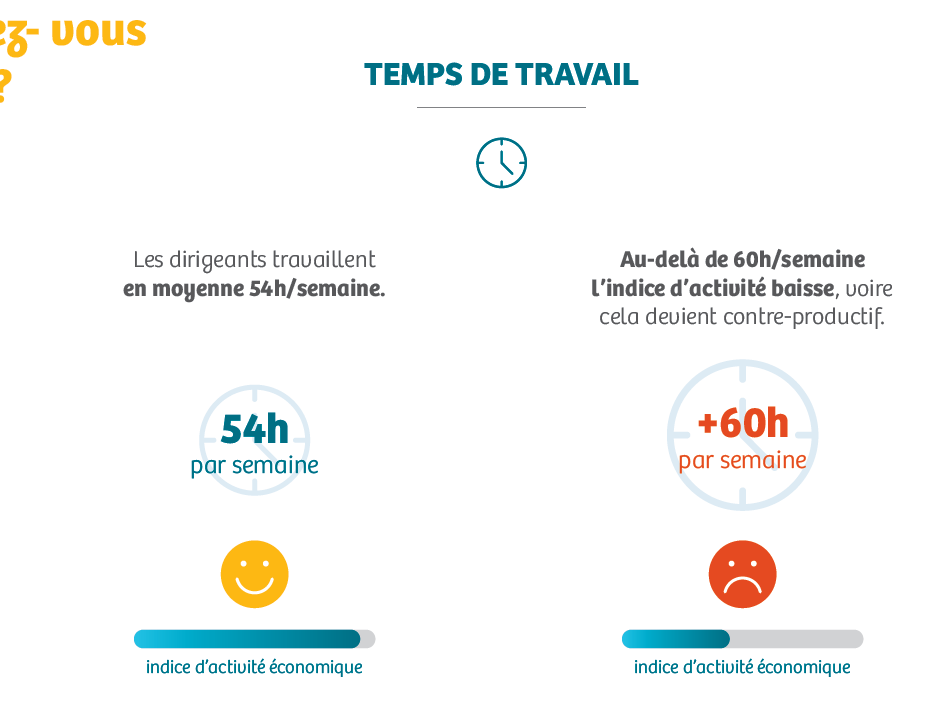 ez- vous
?
TEMPS DE TRAVAIL
Les dirigeants travaillent
en moyenne 54h/semaine.
Au-delà de 60h/semaine
l'indice d'activité baisse, voire
cela devient contre-productif.
54h
par semaine
+60h
par semaine
indice d'activité économique
indice d'activité économique